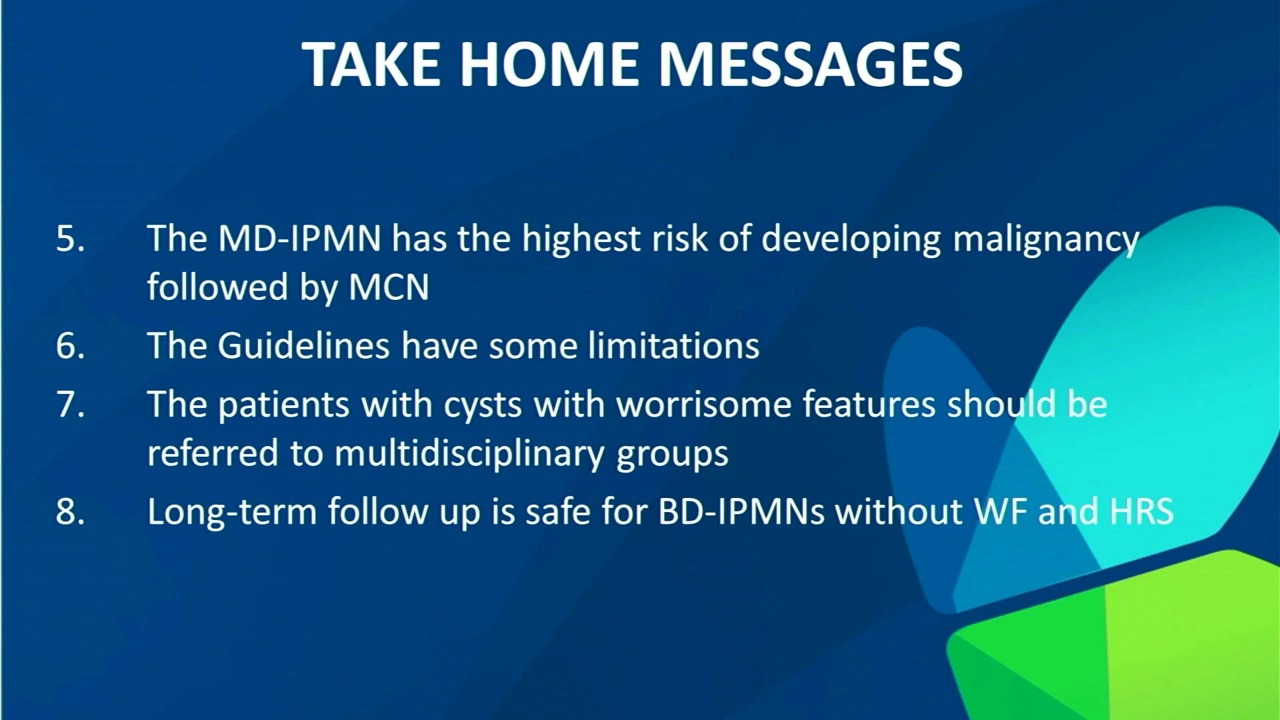 TAKE HOME MESSAGES
5. The MD-IPMN has the highest risk of developing malignancy
followed by MCN
6. The Guidelines have some limitations
7. The patients with cysts with worrisome features should be
referred to multidisciplinary groups
8. Long-term follow up is safe for BD-IPMNs without WF and HRS